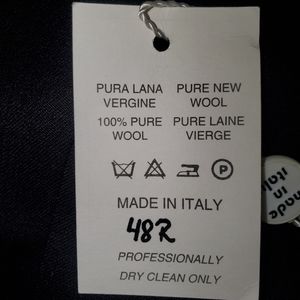 PURA LANA VERGINE
PURE NEW WOOL
100% PURE WOOL
PURE LAINE VIERGE
P
MADE IN ITALY
48R
PROFESSIONALLY
DRY CLEAN ONLY
made
in
ital